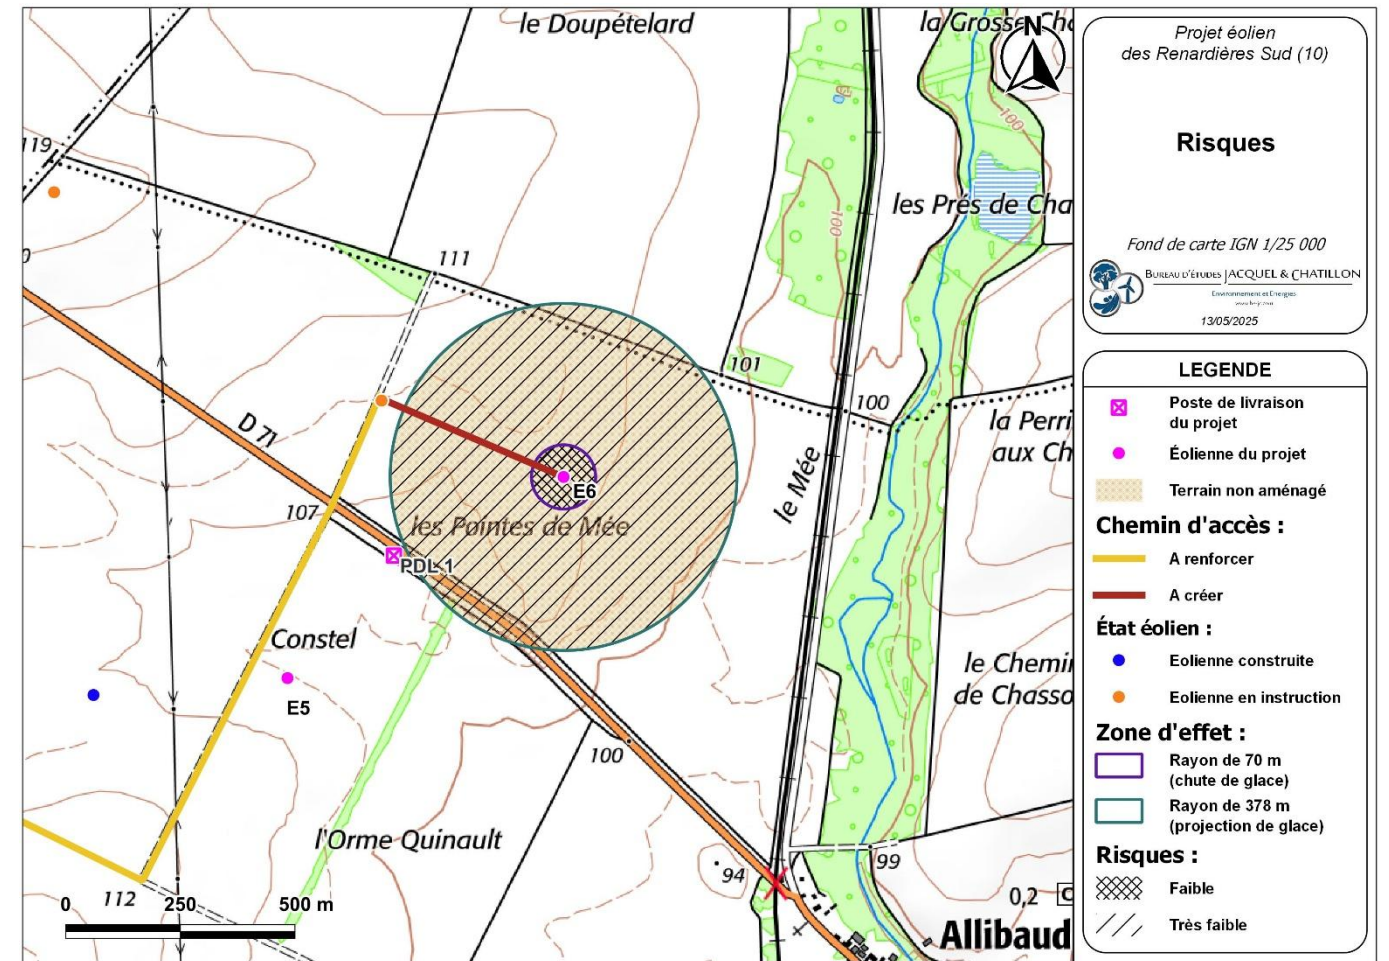 le Doupételard
la Grosse Cha
N
119
les Prés de Cha
100
100
111
101
100
D 71
la Perri
aux Ch
le Mée
E6
107
les Pointes de Mée
PDL 1
Constel
le Chemin
de Chasso
E5
100
l'Orme Quinault
99
94
112
0,2
C
0 250 500 m
Allibaud
Projet éolien
des Renardières Sud (10)
Risques
Fond de carte IGN 1/25 000
BUREAU D'ÉTUDES JACQUEL & CHATILLON
Environnement et Energies
13/05/2025
LEGENDE
Poste de livraison
du projet
Éolienne du projet
Terrain non aménagé
Chemin d'accès :
A renforcer
A créer
État éolien :
Eolienne construite
Eolienne en instruction
Zone d'effet :
Rayon de 70 m
(chute de glace)
Rayon de 378 m
(projection de glace)
Risques :
Faible
Très faible